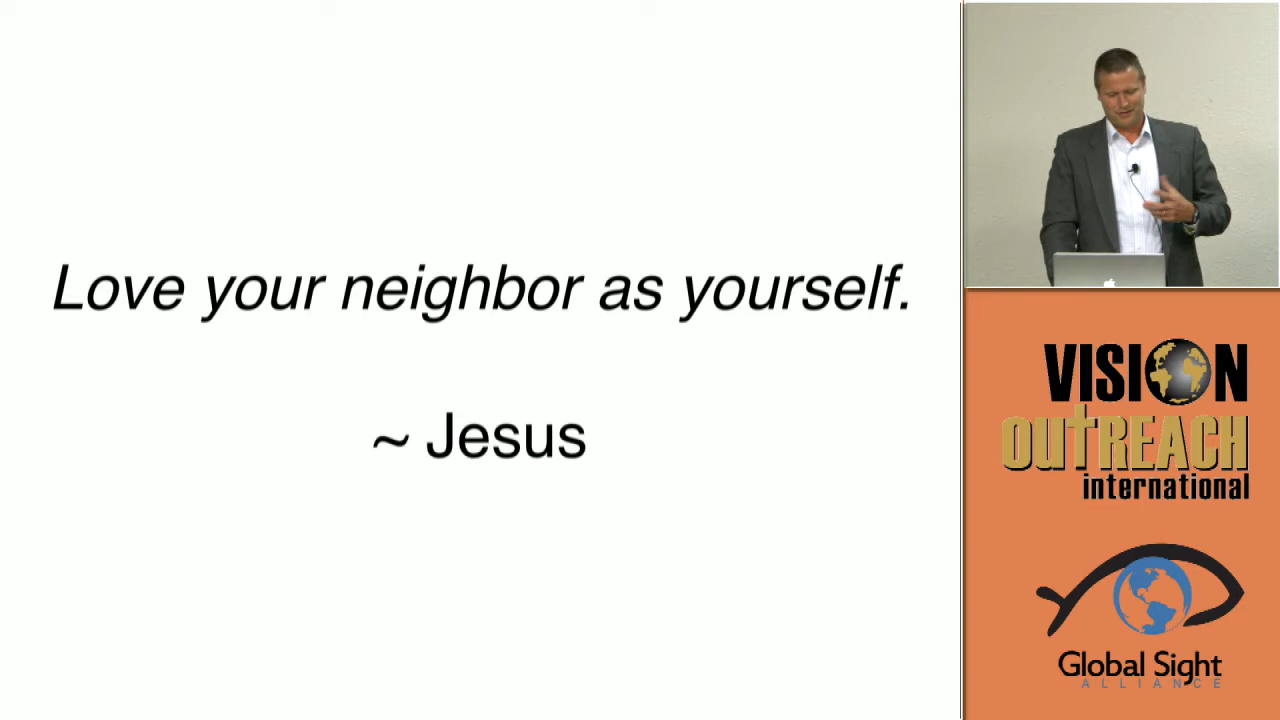 Love your neighbor as yourself.
~ Jesus
VISION
OUTREACH
international
Global Sight
ALLIANCE